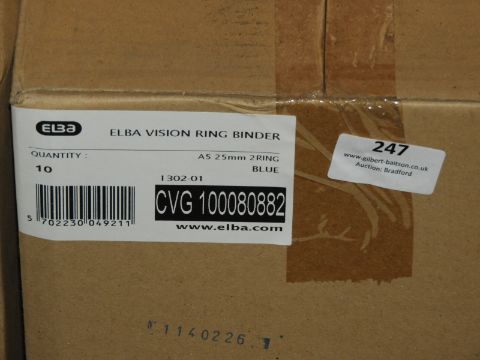 ELBA
ELBA VISION RING BINDER
QUANTITY :
A5 25mm 2RING
10
BLUE
1302-01
CVG 100080882
5 702230 049211
www.elba.com
247
www.gilbert-baitson.co.uk
Auction: Bradford
1140226